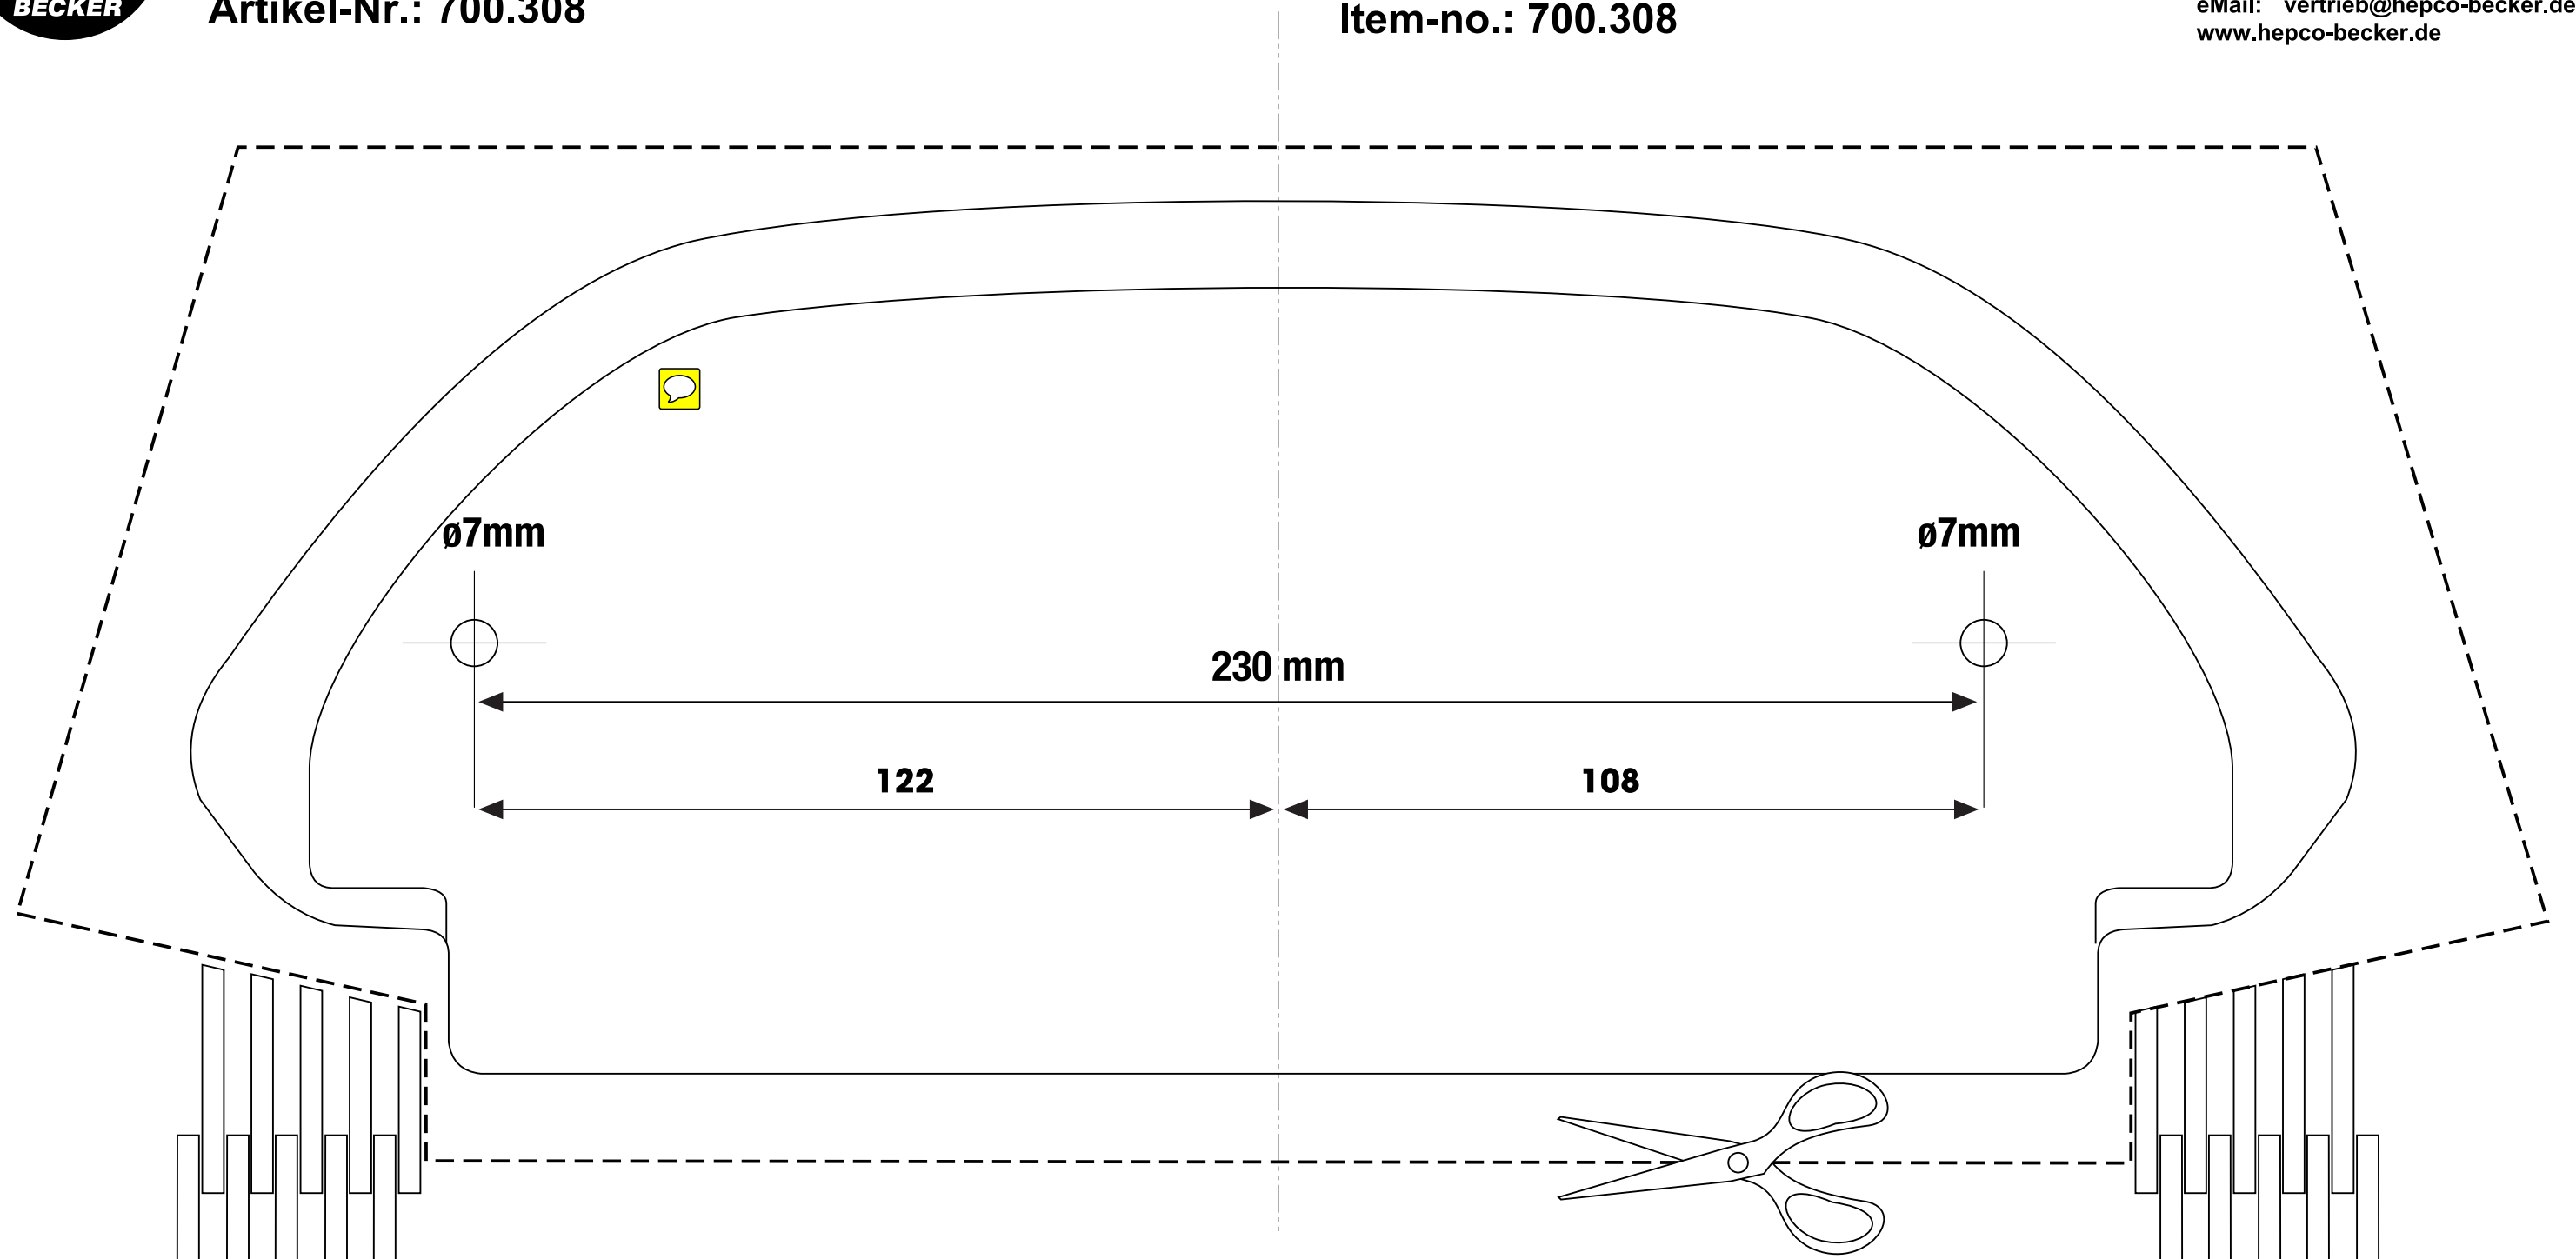 BECKER
Artikel-Nr.: 700.308
Item-no.: 700.308
eMail: vertrieb@hepco-becker.de
www.hepco-becker.de
ø7mm
ø7mm
230 mm
122
108